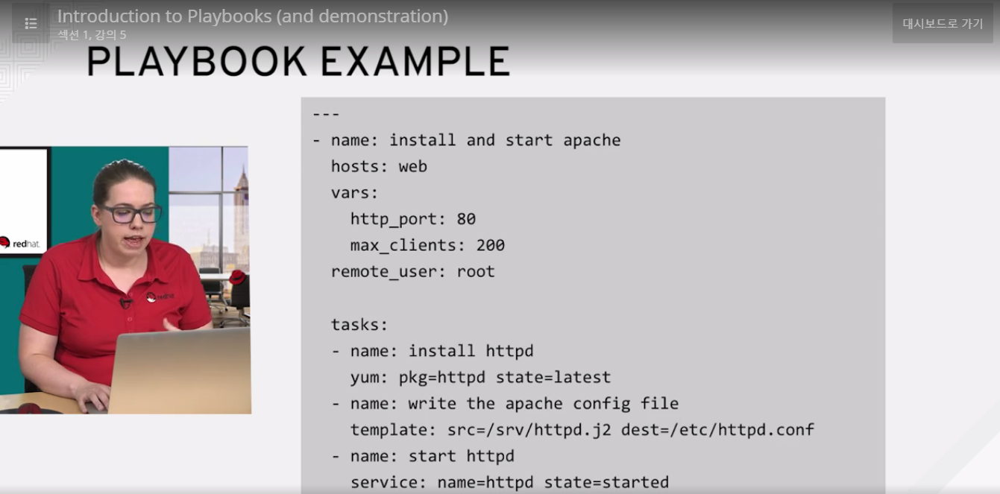 Introduction to Playbooks (and demonstration)
섹션 1, 강의 5
대시보드로 가기
PLAYBOOK EXAMPLE
---
- name: install and start apache
  hosts: web
  vars:
    http_port: 80
    max_clients: 200
  remote_user: root

  tasks:
  - name: install httpd
    yum: pkg=httpd state=latest
  - name: write the apache config file
    template: src=/srv/httpd.j2 dest=/etc/httpd.conf
  - name: start httpd
    service: name=httpd state=started
redhat
redhat